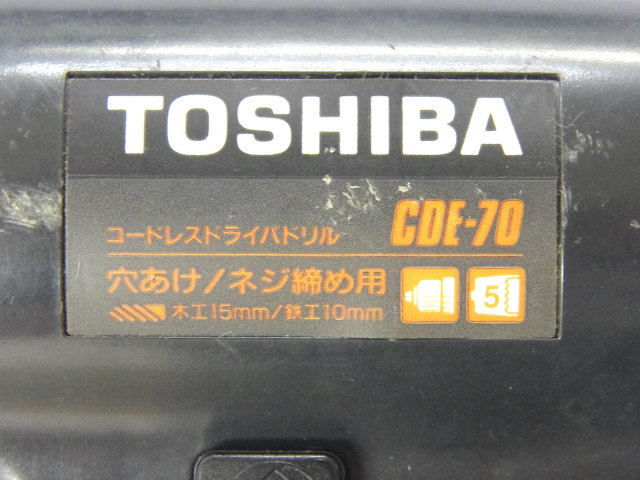 TOSHIBA
コードレスドライバドリル CDE-70
穴あけ/ネジ締め用
木工15mm/鉄工10mm
5